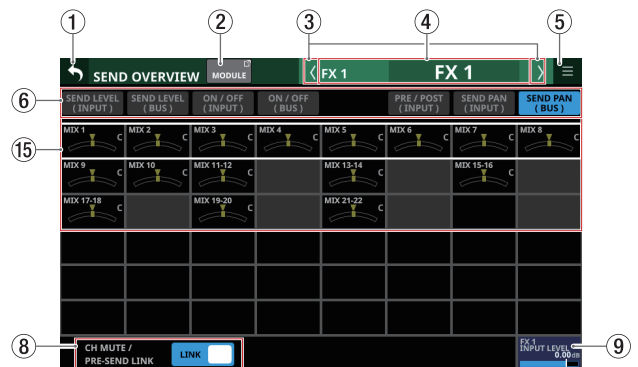 ① ② ③ ④ ⑤
SEND OVERVIEW MODULE FX 1 FX 1
⑥
SEND LEVEL (INPUT) SEND LEVEL (BUS) ON / OFF (INPUT) ON / OFF (BUS) PRE / POST (INPUT) SEND PAN (INPUT) SEND PAN (BUS)
⑮
MIX 1 C MIX 2 C MIX 3 C MIX 4 C MIX 5 C MIX 6 C MIX 7 C MIX 8 C
MIX 9 C MIX 10 C MIX 11-12 C MIX 13-14 C MIX 15-16 C
MIX 17-18 C MIX 19-20 C MIX 21-22 C
⑧
CH MUTE /
PRE-SEND LINK
LINK
FX 1
INPUT LEVEL
0.00dB
⑨